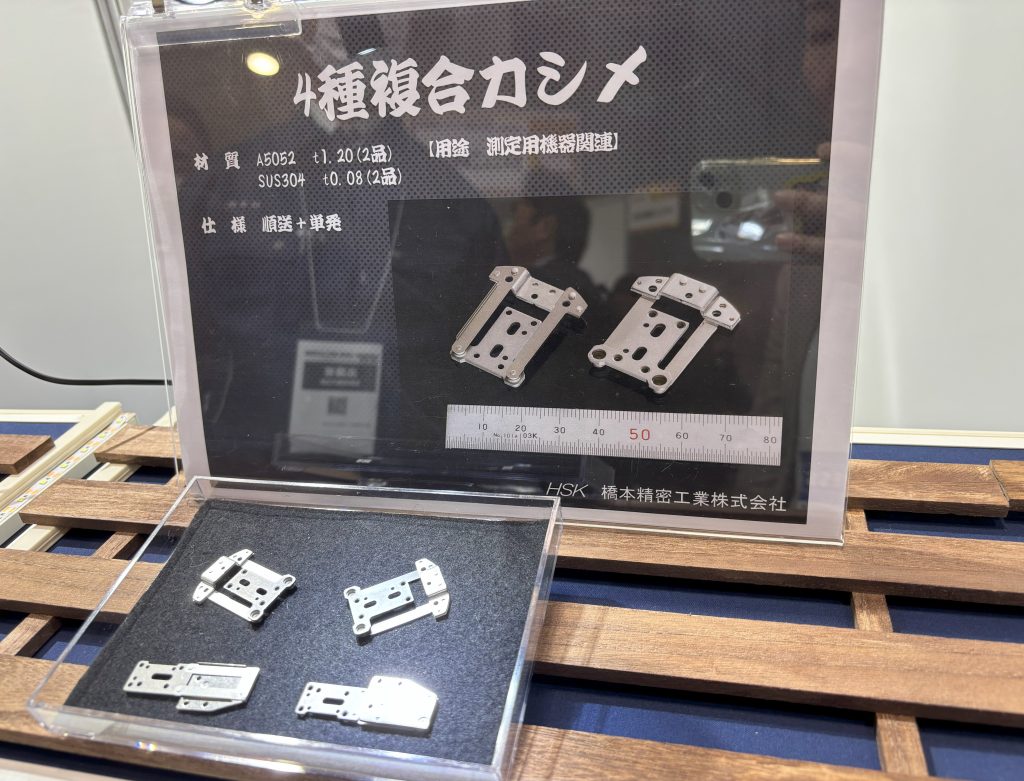 4種複合カシメ
材 質 A5052 t1.20(2品) 【用途 測定用機器関連】
SUS304 t0.08(2品)
仕 様 順送+単発
10 20 30 40 50 60 70 80
HSK 橋本精密工業株式会社